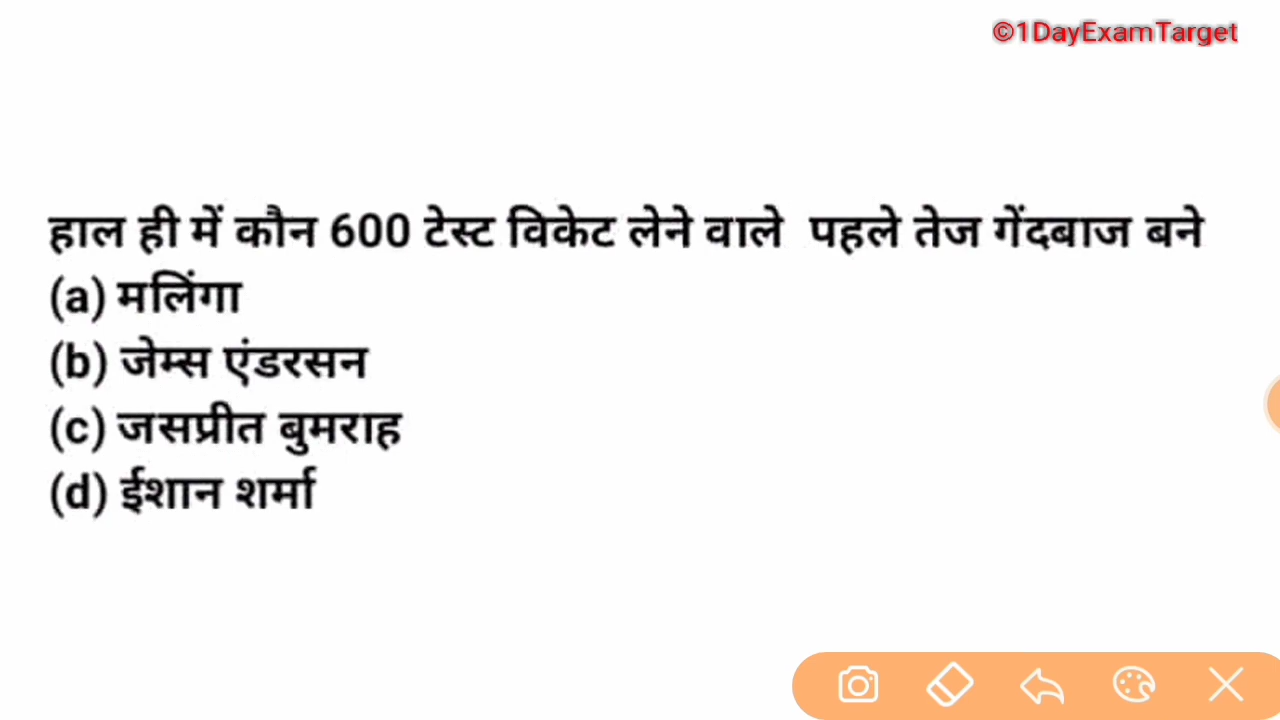 ©1DayExamTarget
हाल ही में कौन 600 टेस्ट विकेट लेने वाले पहले तेज गेंदबाज बने
(a) मलिंगा
(b) जेम्स एंडरसन
(c) जसप्रीत बुमराह
(d) ईशान शर्मा